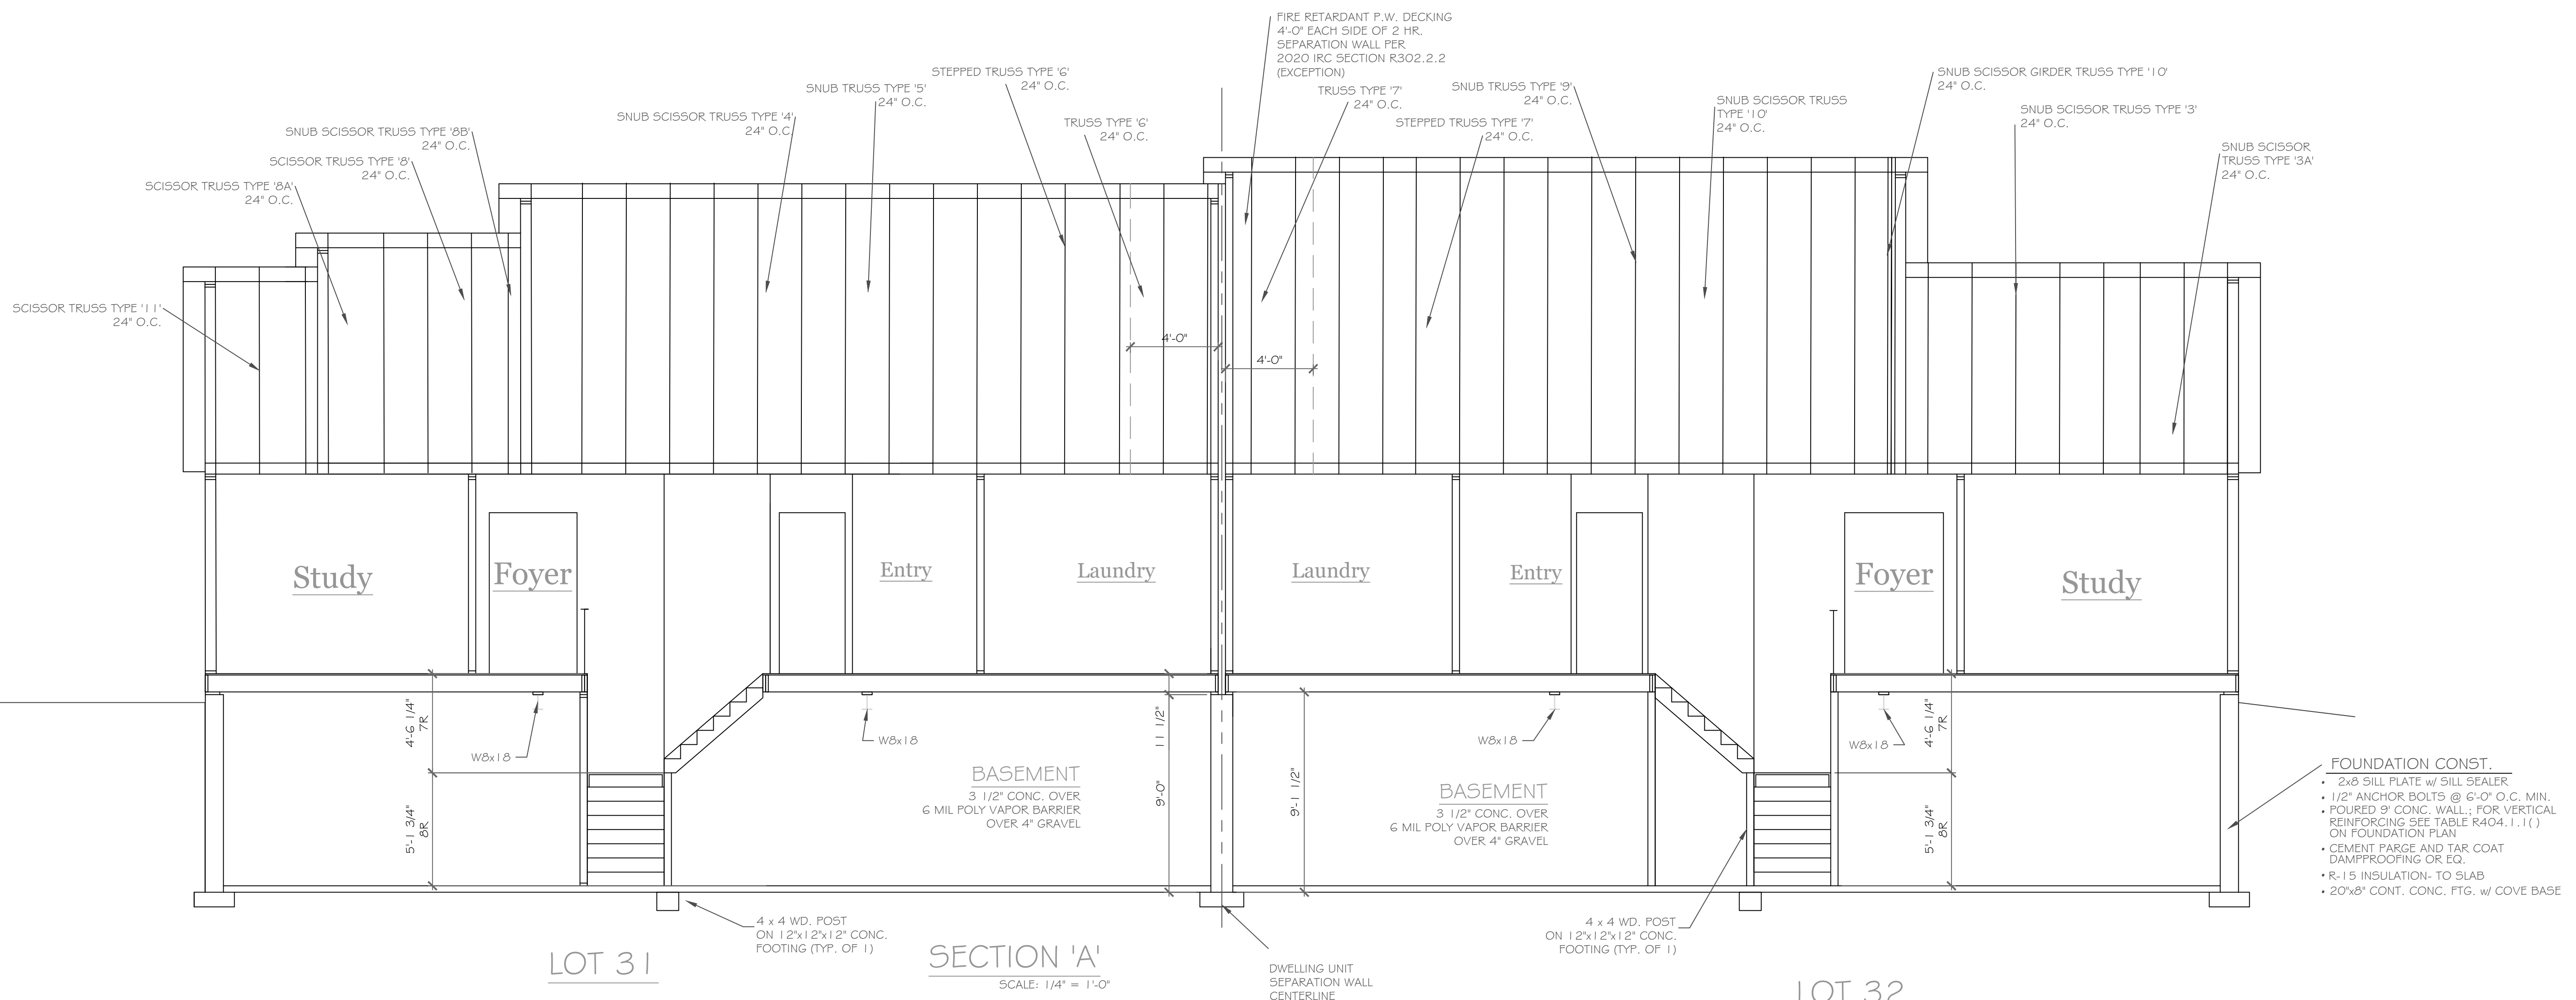 FIRE RETARDANT P.W. DECKING
4'-0" EACH SIDE OF 2 HR.
SEPARATION WALL PER
2020 IRC SECTION R302.2.2
(EXCEPTION)
STEPPED TRUSS TYPE '6'
24" O.C.
SNUB TRUSS TYPE '5'
24" O.C.
SNUB SCISSOR TRUSS TYPE '4'
24" O.C.
SNUB SCISSOR TRUSS TYPE '8B'
24" O.C.
SCISSOR TRUSS TYPE '8'
24" O.C.
SCISSOR TRUSS TYPE '8A'
24" O.C.
SCISSOR TRUSS TYPE '11'
24" O.C.
TRUSS TYPE '6'
24" O.C.
TRUSS TYPE '7'
24" O.C.
STEPPED TRUSS TYPE '7'
24" O.C.
SNUB TRUSS TYPE '9'
24" O.C.
SNUB SCISSOR TRUSS
TYPE '10'
24" O.C.
SNUB SCISSOR GIRDER TRUSS TYPE '10'
24" O.C.
SNUB SCISSOR TRUSS TYPE '3'
24" O.C.
SNUB SCISSOR
TRUSS TYPE '3A'
24" O.C.
4'-0"
4'-0"
Study
Foyer
Entry
Laundry
Laundry
Entry
Foyer
Study
4'-6 1/4"
7R
5'-1 3/4"
8R
W8x18
W8x18
BASEMENT
3 1/2" CONC. OVER
6 MIL POLY VAPOR BARRIER
OVER 4" GRAVEL
11 1/2"
9'-0"
9'-1 1/2"
BASEMENT
3 1/2" CONC. OVER
6 MIL POLY VAPOR BARRIER
OVER 4" GRAVEL
W8x18
W8x18
4'-6 1/4"
7R
5'-1 3/4"
8R
FOUNDATION CONST.
• 2x8 SILL PLATE w/ SILL SEALER
• 1/2" ANCHOR BOLTS @ 6'-0" O.C. MIN.
• POURED 9' CONC. WALL.; FOR VERTICAL
REINFORCING SEE TABLE R404.1.1( )
ON FOUNDATION PLAN
• CEMENT PARGE AND TAR COAT
DAMPPROOFING OR EQ.
• R-15 INSULATION- TO SLAB
• 20"x8" CONT. CONC. FTG. w/ COVE BASE
4 x 4 WD. POST
ON 12"x12"x12" CONC.
FOOTING (TYP. OF 1)
4 x 4 WD. POST
ON 12"x12"x12" CONC.
FOOTING (TYP. OF 1)
LOT 31
SECTION 'A'
SCALE: 1/4" = 1'-0"
DWELLING UNIT
SEPARATION WALL
CENTERLINE
LOT 32